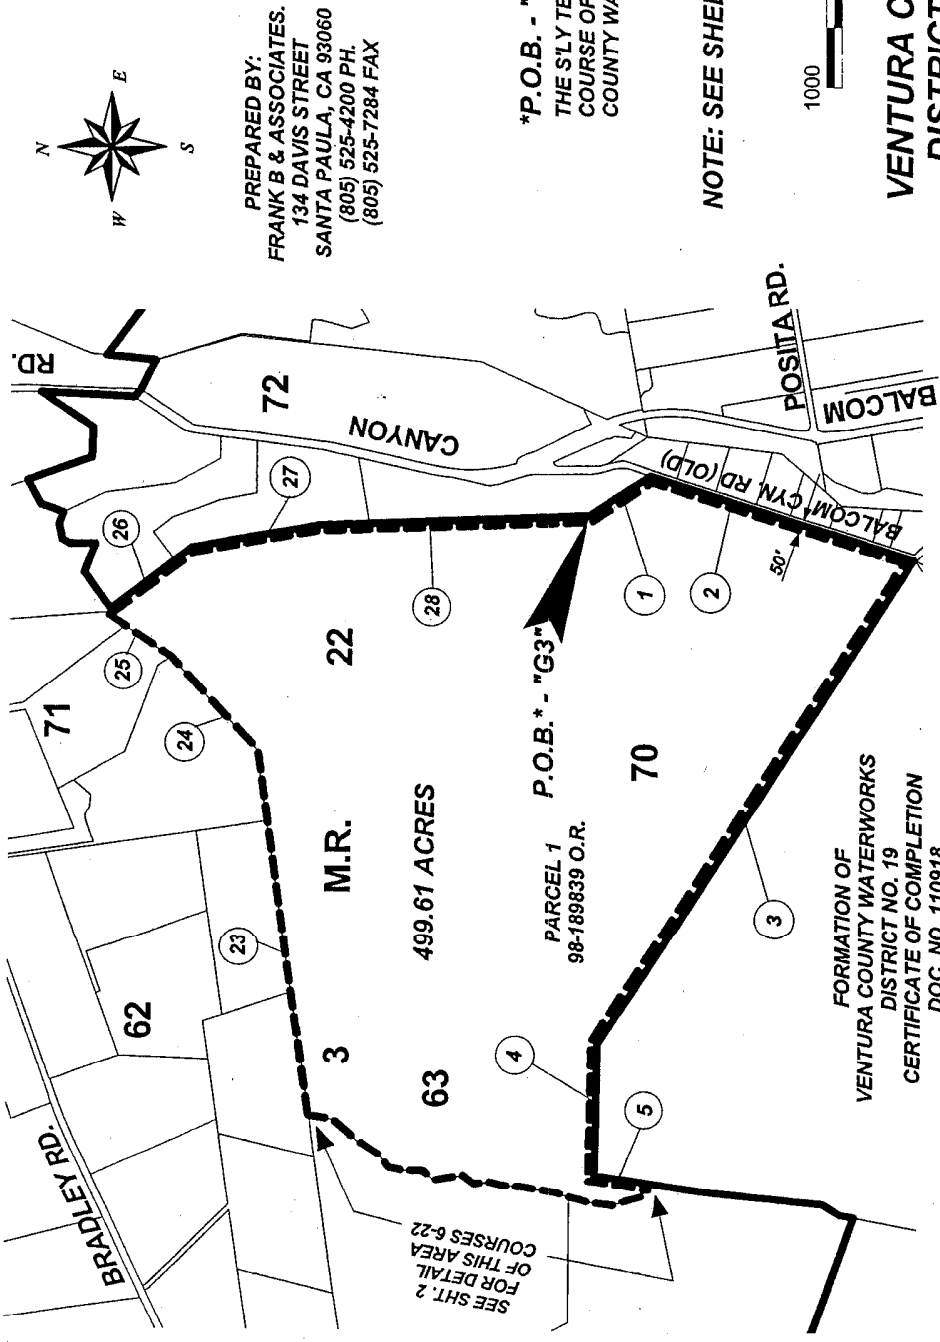 N
W
E
S
PREPARED BY:
FRANK B & ASSOCIATES.
134 DAVIS STREET
SANTA PAULA, CA 93060
(805) 525-4200 PH.
(805) 525-7284 FAX
*P.O.B. - "
THE S'LY TE
COURSE OF
COUNTY WA
NOTE: SEE SHEE
1000
VENTURA C
DISTRICT
RD.
72
CANYON
27
26
25
71
24
22
28
P.O.B.* - "G3"
1
2
BALCOM CYN. RD (OLD)
50'
POSITA RD.
BALCOM
M.R.
499.61 ACRES
70
PARCEL 1
98-189839 O.R.
23
62
3
63
4
3
5
BRADLEY RD.
SEE SHT. 2
FOR DETAIL
OF THIS AREA
COURSES 6-22
FORMATION OF
VENTURA COUNTY WATERWORKS
DISTRICT NO. 19
CERTIFICATE OF COMPLETION
DOC. NO. 110918